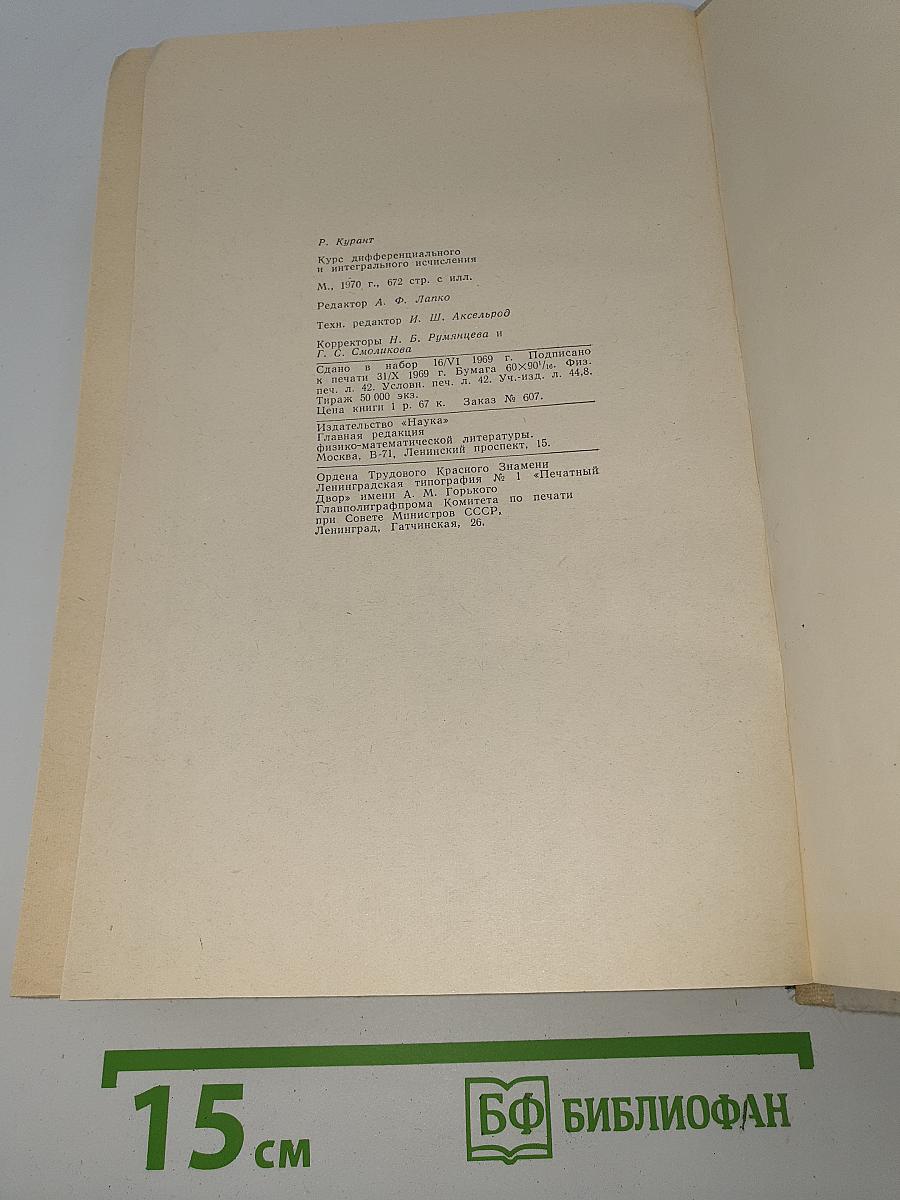 Р. Курант
Курс дифференциального
и интегрального исчисления
М., 1970 г., 672 стр. с илл.
Редактор А. Ф. Лапко
Техн. редактор И. Ш. Аксельрод
Корректоры Н. Б. Румянцева и
Г. С. Смоликова
Сдано в набор 16/VI 1969 г. Подписано
к печати 31/X 1969 г. Бумага 60×90¹/₁₆. Физ.
печ. л. 42. Условн. печ. л. 42. Уч.-изд. л. 44,8.
Тираж 50 000 экз.
Цена книги 1 р. 67 к. Заказ № 607.
Издательство «Наука»
Главная редакция
физико-математической литературы.
Москва, В-71, Ленинский проспект, 15.
Ордена Трудового Красного Знамени
Ленинградская типография № 1 «Печатный
Двор» имени А. М. Горького
Главполиграфпрома Комитета по печати
при Совете Министров СССР,
Ленинград, Гатчинская, 26.
15 см
БФ БИБЛИОФАН